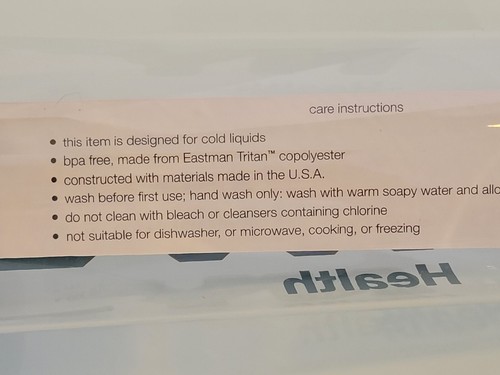 care instructions
• this item is designed for cold liquids
• bpa free, made from Eastman Tritan™ copolyester
• constructed with materials made in the U.S.A.
• wash before first use; hand wash only: wash with warm soapy water and allo
• do not clean with bleach or cleansers containing chlorine
• not suitable for dishwasher, or microwave, cooking, or freezing
Health